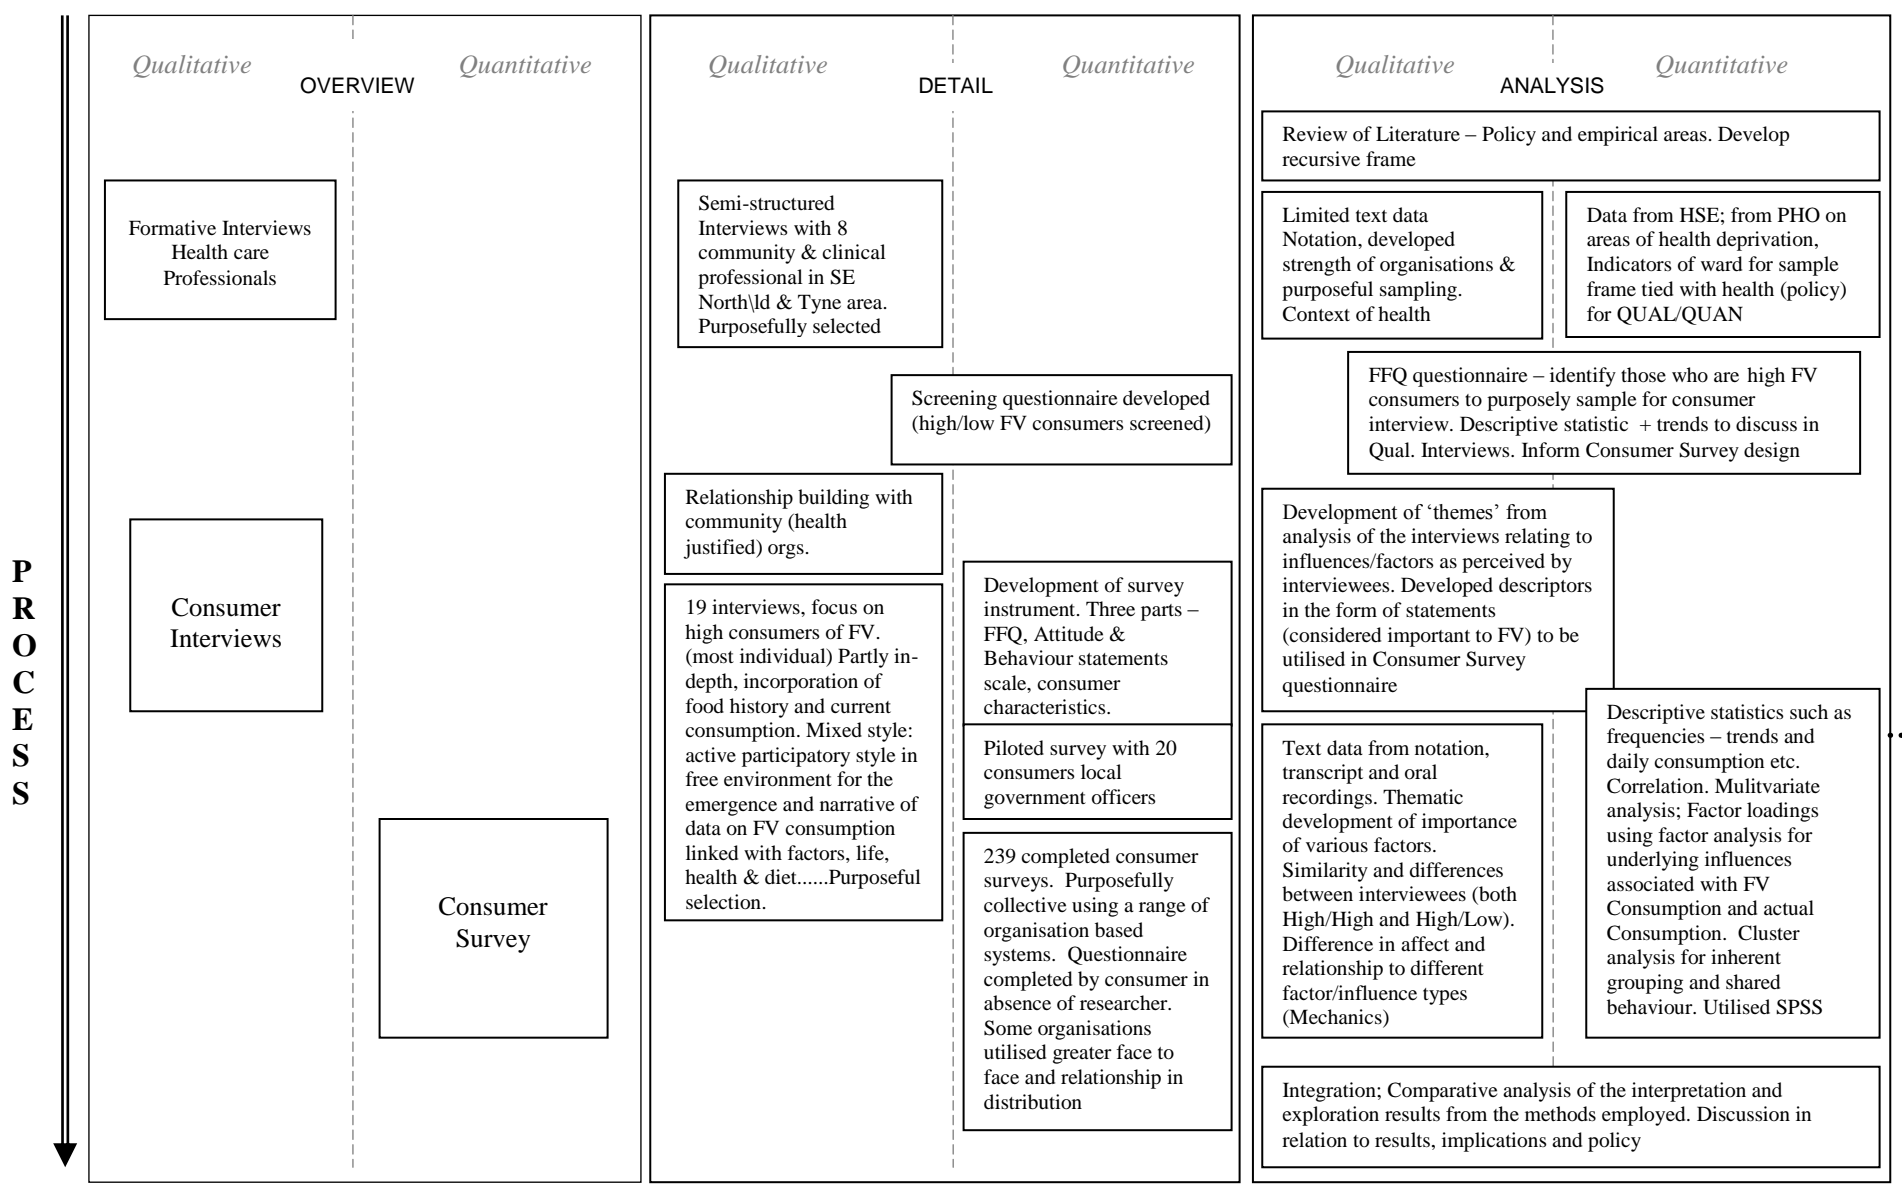 PROCESS
Qualitative
Quantitative
OVERVIEW
Formative Interviews
Health care
Professionals
Consumer
Interviews
Consumer
Survey
Qualitative
Quantitative
DETAIL
Semi-structured
Interviews with 8
community & clinical
professional in SE
North\ld & Tyne area.
Purposefully selected
Screening questionnaire developed
(high/low FV consumers screened)
Relationship building with
community (health
justified) orgs.
19 interviews, focus on
high consumers of FV.
(most individual) Partly in-
depth, incorporation of
food history and current
consumption. Mixed style:
active participatory style in
free environment for the
emergence and narrative of
data on FV consumption
linked with factors, life,
health & diet......Purposeful
selection.
Development of survey
instrument. Three parts –
FFQ, Attitude &
Behaviour statements
scale, consumer
characteristics.
Piloted survey with 20
consumers local
government officers
239 completed consumer
surveys.  Purposefully
collective using a range of
organisation based
systems.  Questionnaire
completed by consumer in
absence of researcher.
Some organisations
utilised greater face to
face and relationship in
distribution
Qualitative
Quantitative
ANALYSIS
Review of Literature – Policy and empirical areas. Develop
recursive frame
Limited text data
Notation, developed
strength of organisations &
purposeful sampling.
Context of health
Data from HSE; from PHO on
areas of health deprivation,
Indicators of ward for sample
frame tied with health (policy)
for QUAL/QUAN
FFQ questionnaire – identify those who are high FV
consumers to purposely sample for consumer
interview. Descriptive statistic  + trends to discuss in
Qual. Interviews. Inform Consumer Survey design
Development of ‘themes’ from
analysis of the interviews relating to
influences/factors as perceived by
interviewees. Developed descriptors
in the form of statements
(considered important to FV) to be
utilised in Consumer Survey
questionnaire
Text data from notation,
transcript and oral
recordings. Thematic
development of importance
of various factors.
Similarity and differences
between interviewees (both
High/High and High/Low).
Difference in affect and
relationship to different
factor/influence types
(Mechanics)
Descriptive statistics such as
frequencies – trends and
daily consumption etc.
Correlation. Mulitvariate
analysis; Factor loadings
using factor analysis for
underlying influences
associated with FV
Consumption and actual
Consumption.  Cluster
analysis for inherent
grouping and shared
behaviour. Utilised SPSS
Integration; Comparative analysis of the interpretation and
exploration results from the methods employed. Discussion in
relation to results, implications and policy